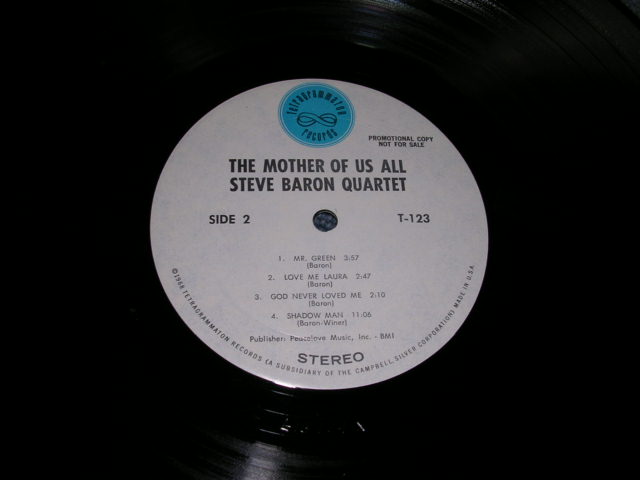 tetragrammaton
records
PROMOTIONAL COPY
NOT FOR SALE
THE MOTHER OF US ALL
STEVE BARON QUARTET
SIDE 2
T-123
1. MR. GREEN 3:57
(Baron)
2. LOVE ME LAURA 2:47
(Baron)
3. GOD NEVER LOVED ME 2:10
(Baron)
4. SHADOW MAN 11:06
(Baron-Winer)
Publisher: Peacelove Music, Inc. - BMI
STEREO
©1968 TETRAGRAMMATON RECORDS (A SUBSIDIARY OF THE CAMPBELL, SILVER CORPORATION) MADE IN U.S.A.